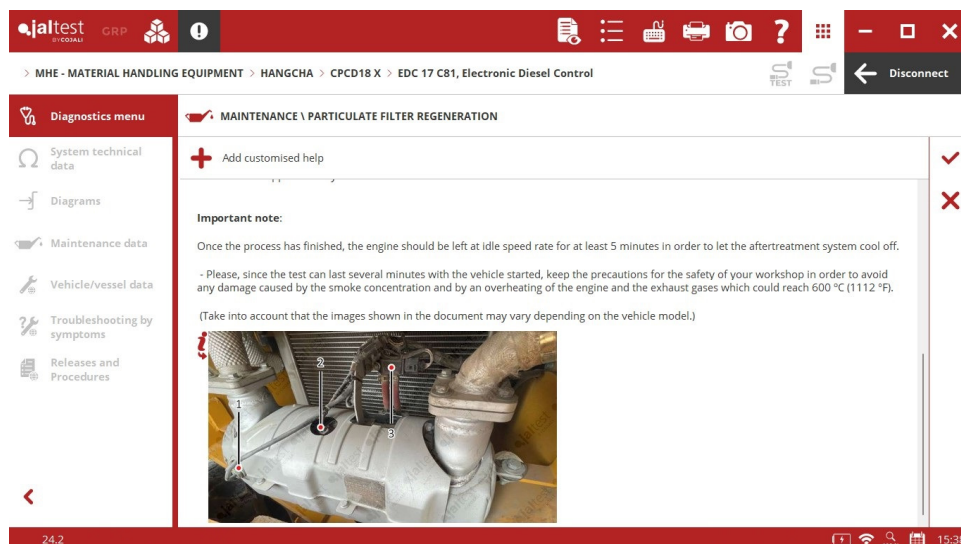 jaltest GRP
BY COJALI
TEST
> MHE - MATERIAL HANDLING EQUIPMENT > HANGCHA > CPCD18 X > EDC 17 C81, Electronic Diesel Control
Disconnect
Diagnostics menu
MAINTENANCE \ PARTICULATE FILTER REGENERATION
System technical
data
Add customised help
Diagrams
Important note:
Maintenance data
Once the process has finished, the engine should be left at idle speed rate for at least 5 minutes in order to let the aftertreatment system cool off.
Vehicle/vessel data
- Please, since the test can last several minutes with the vehicle started, keep the precautions for the safety of your workshop in order to avoid
any damage caused by the smoke concentration and by an overheating of the engine and the exhaust gases which could reach 600 ºC (1112 ºF).
Troubleshooting by
symptoms
(Take into account that the images shown in the document may vary depending on the vehicle model.)
Releases and
Procedures
1
2
3
jaltest
24.2
15:38